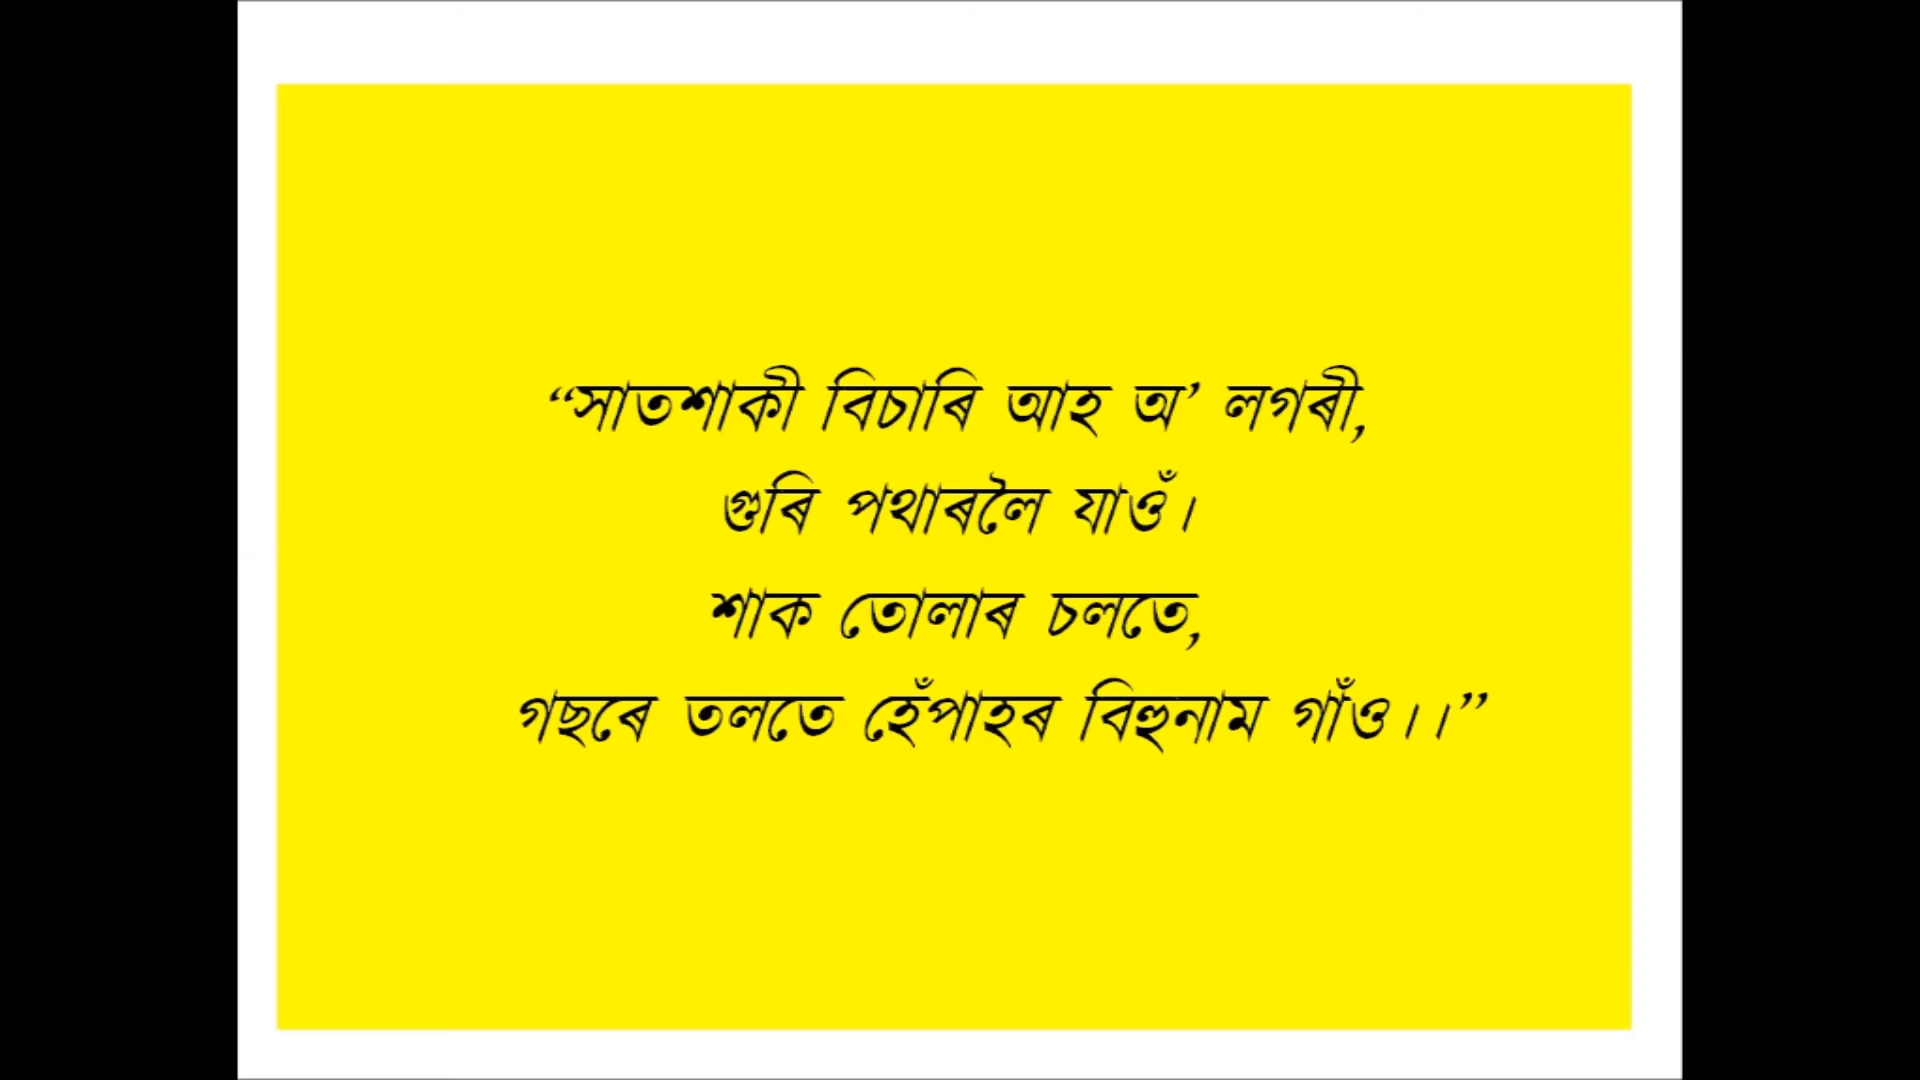 “সাতশাকী বিচাৰি আহ অ’ লগৰী,
গুৰি পথাৰলৈ যাওঁ।
শাক তোলাৰ চলতে,
গছৰে তলতে হেঁপাহৰ বিহুনাম গাঁও।।”